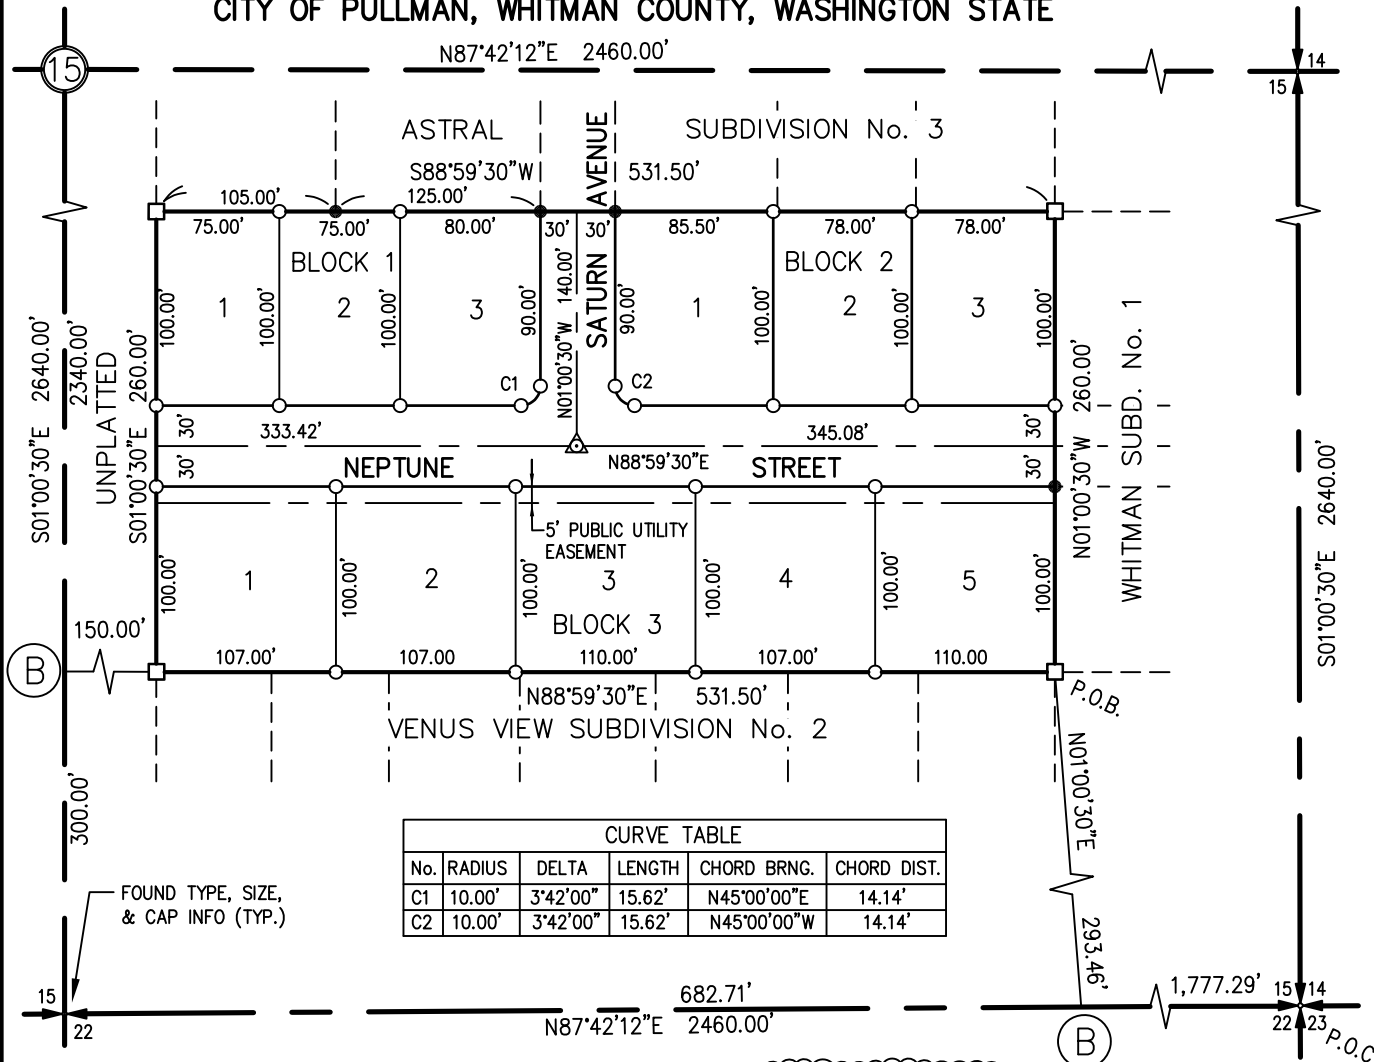 CITY OF PULLMAN, WHITMAN COUNTY, WASHINGTON STATE
N87°42'12"E 2460.00'
15
14
15
ASTRAL
SUBDIVISION No. 3
SATURN AVENUE
S88°59'30"W
531.50'
105.00'
125.00'
75.00'
75.00'
80.00'
30'
30'
85.50'
78.00'
78.00'
BLOCK 1
BLOCK 2
1
2
3
1
2
3
100.00'
100.00'
100.00'
90.00'
N01°00'30"W 140.00'
90.00'
100.00'
100.00'
100.00'
C1
C2
S01°00'30"E 2640.00'
2340.00'
UNPLATTED
S01°00'30"E 260.00'
N01°00'30"W 260.00'
WHITMAN SUBD. No. 1
S01°00'30"E 2640.00'
30'
333.42'
345.08'
30'
30'
NEPTUNE
N88°59'30"E
STREET
30'
5' PUBLIC UTILITY
EASEMENT
1
2
3
4
5
100.00'
100.00'
100.00'
100.00'
100.00'
100.00'
BLOCK 3
150.00'
B
107.00'
107.00
110.00'
107.00'
110.00
N88°59'30"E
531.50'
P.O.B.
VENUS VIEW SUBDIVISION No. 2
300.00'
N01°00'30"E
293.46'
CURVE TABLE
No. RADIUS DELTA LENGTH CHORD BRNG. CHORD DIST.
C1 10.00' 3°42'00" 15.62' N45°00'00"E 14.14'
C2 10.00' 3°42'00" 15.62' N45°00'00"W 14.14'
FOUND TYPE, SIZE,
& CAP INFO (TYP.)
15
22
682.71'
N87°42'12"E 2460.00'
1,777.29'
15
14
22
23
P.O.C
B